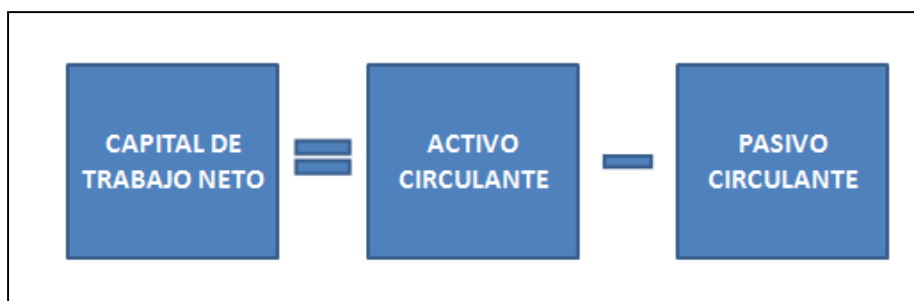 CAPITAL DE
TRABAJO NETO
=
ACTIVO
CIRCULANTE
-
PASIVO
CIRCULANTE